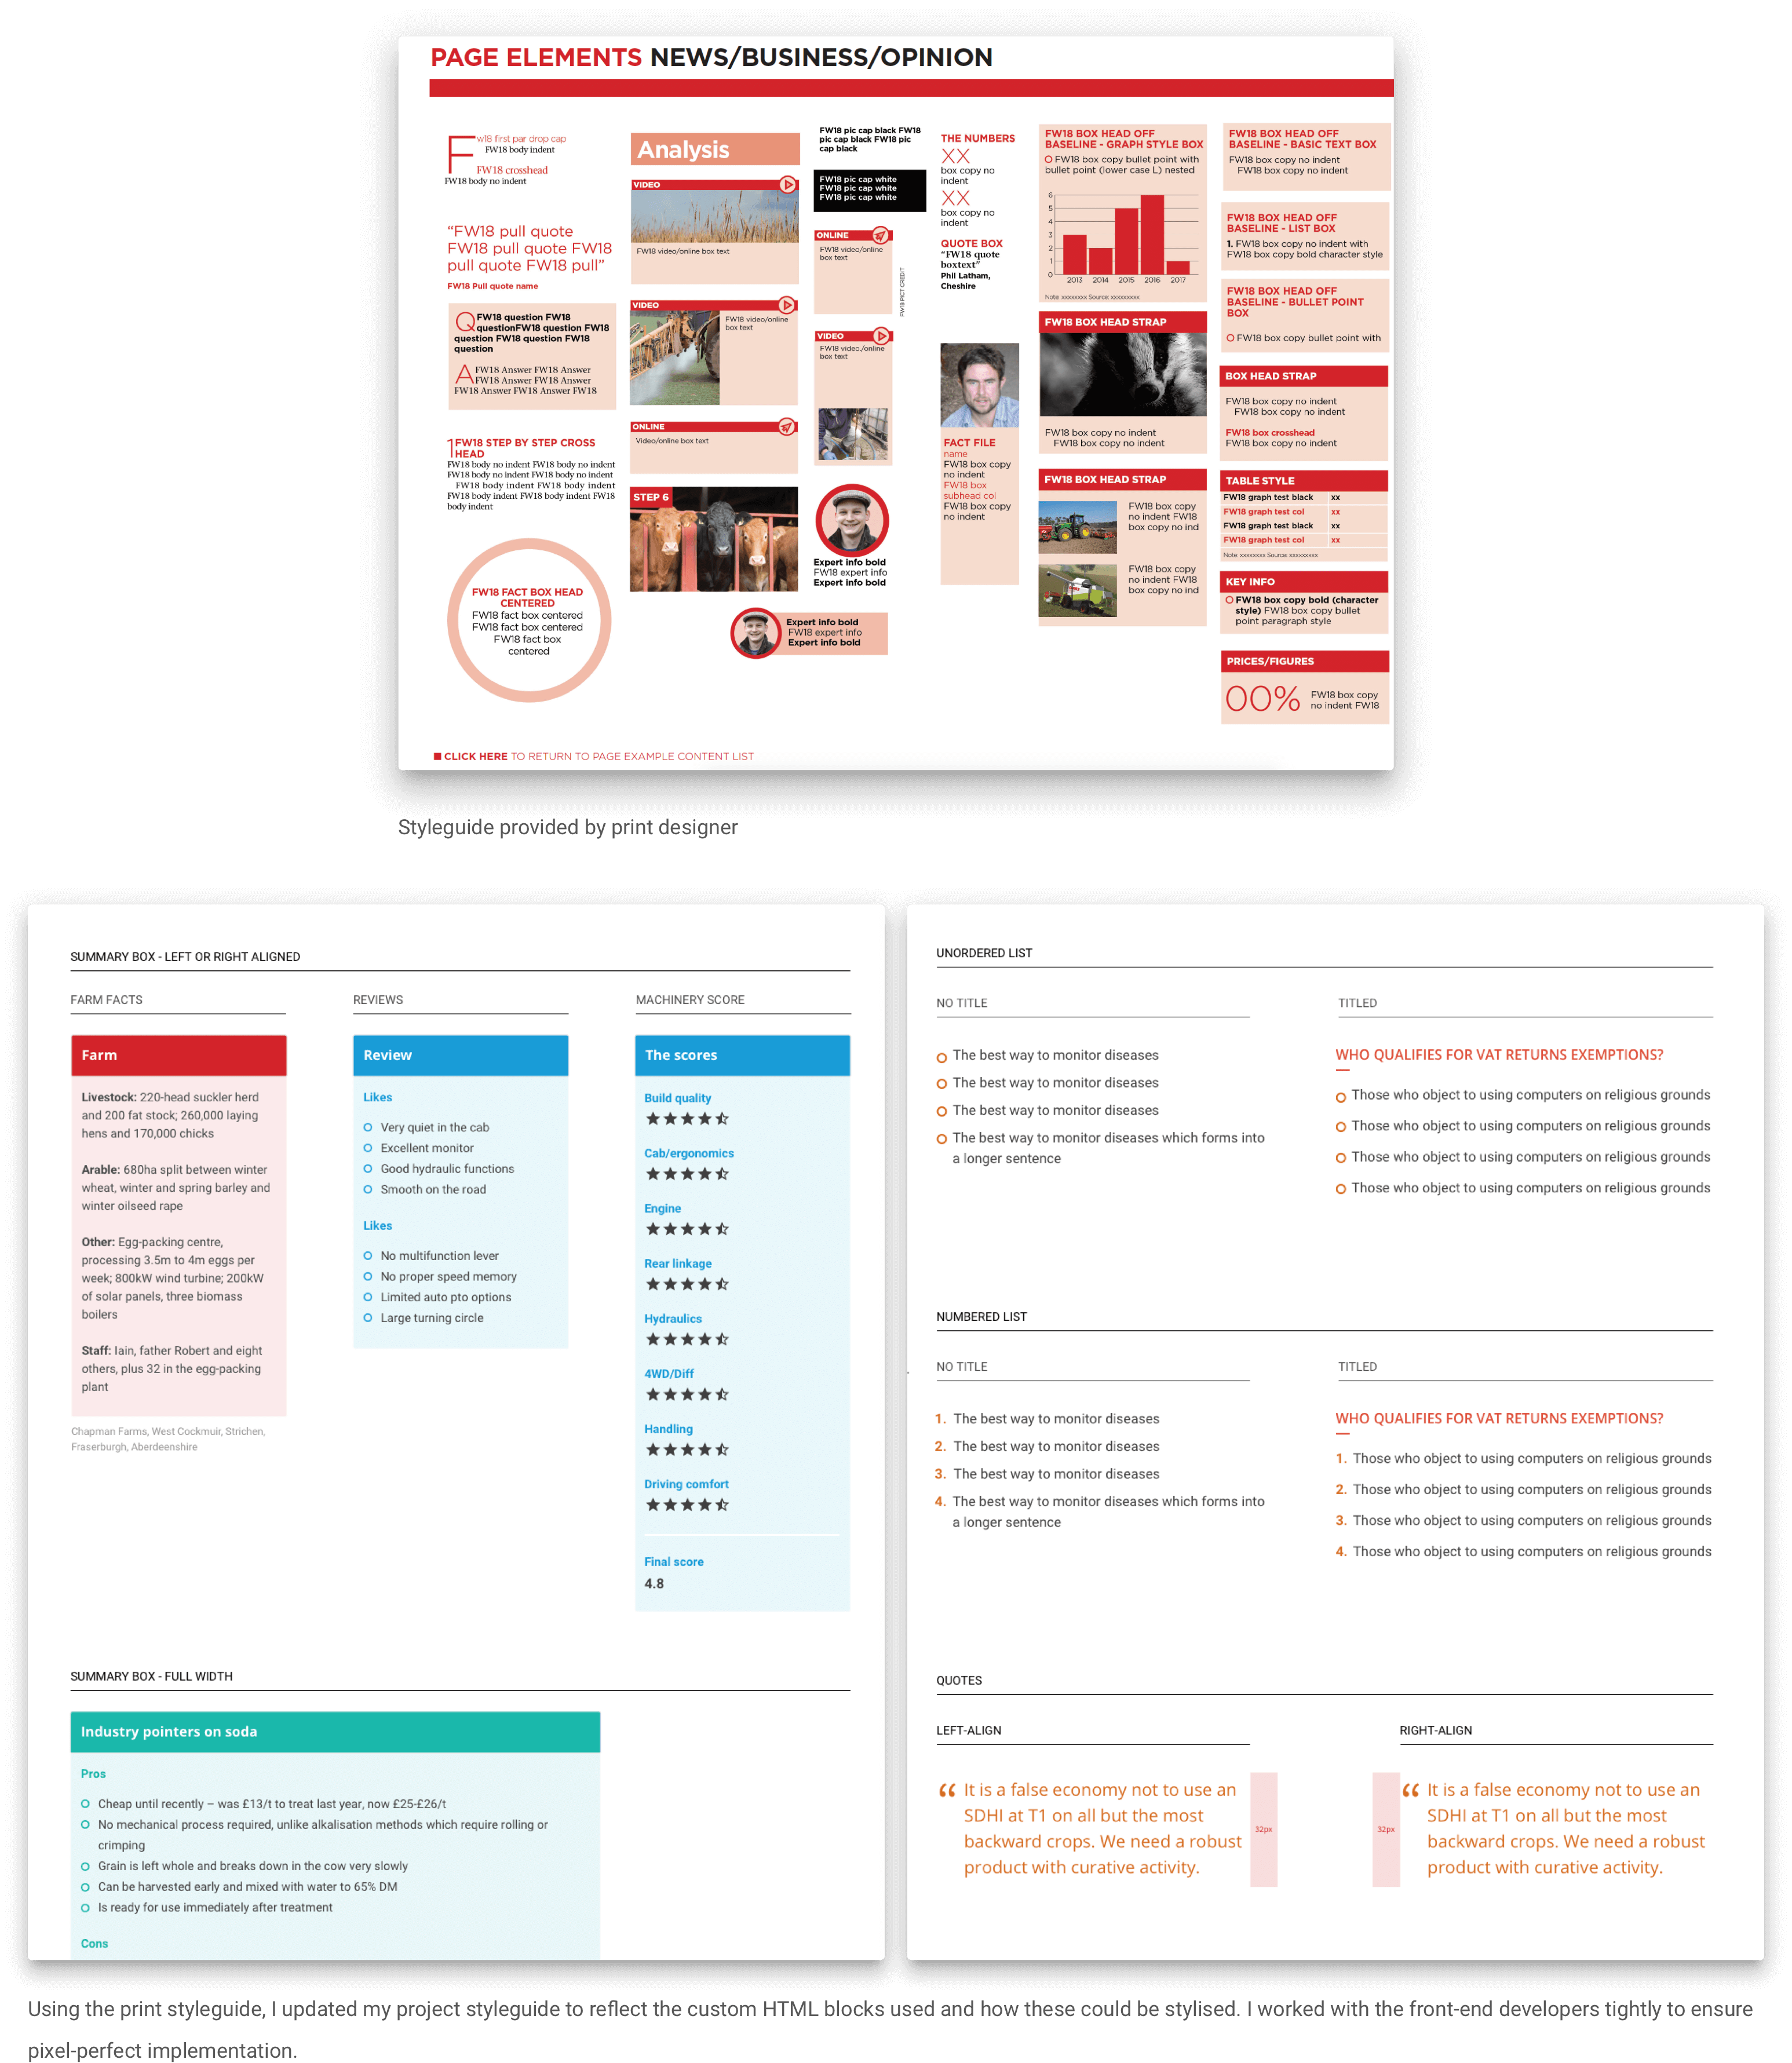 PAGE ELEMENTS NEWS/BUSINESS/OPINION
Fw18 first par drop cap
FW18 body indent
FW18 crosshead
FW18 body no indent
“FW18 pull quote
FW18 pull quote FW18
pull quote FW18 pull”
FW18 Pull quote name
QFW18 question FW18
questionFW18 question FW18
question FW18 question FW18
question
AFW18 Answer FW18 Answer
FW18 Answer FW18 Answer
FW18 Answer FW18 Answer FW18
1FW18 STEP BY STEP CROSS
HEAD
FW18 body no indent FW18 body no indent
FW18 body no indent FW18 body no indent
FW18 body indent FW18 body indent
FW18 body indent FW18 body indent FW18
body indent
FW18 FACT BOX HEAD
CENTERED
FW18 fact box centered
FW18 fact box centered
FW18 fact box
centered
Analysis
VIDEO
FW18 video/online box text
VIDEO
FW18 video/online
box text
ONLINE
Video/online box text
STEP 6
FW18 pic cap black FW18
pic cap black FW18 pic
cap black
FW18 pic cap white
FW18 pic cap white
FW18 pic cap white
ONLINE
FW18 video/online
box text
FW18 PICT CREDIT
VIDEO
FW18 video./online
box text
Expert info bold
FW18 expert info
Expert info bold
Expert info bold
FW18 expert info
Expert info bold
THE NUMBERS
XX
box copy no
indent
XX
box copy no
indent
QUOTE BOX
“FW18 quote
boxtext”
Phil Latham,
Cheshire
FACT FILE
name
FW18 box copy
no indent
FW18 box
subhead col
FW18 box copy
no indent
FW18 BOX HEAD OFF
BASELINE - GRAPH STYLE BOX
FW18 box copy bullet point with
bullet point (lower case L) nested
6
5
4
3
2
1
0
2013 2014 2015 2016 2017
Note: xxxxxxxx Source: xxxxxxxxx
FW18 BOX HEAD STRAP
FW18 box copy no indent
FW18 box copy no indent
FW18 BOX HEAD STRAP
FW18 box copy
no indent FW18
box copy no ind
FW18 box copy
no indent FW18
box copy no ind
FW18 BOX HEAD OFF
BASELINE - BASIC TEXT BOX
FW18 box copy no indent
FW18 box copy no indent
FW18 BOX HEAD OFF
BASELINE - LIST BOX
1. FW18 box copy no indent with
FW18 box copy bold character style
FW18 BOX HEAD OFF
BASELINE - BULLET POINT
BOX
FW18 box copy bullet point with
BOX HEAD STRAP
FW18 box copy no indent
FW18 box copy no indent
FW18 box crosshead
FW18 box copy no indent
TABLE STYLE
FW18 graph test black xx
FW18 graph test col xx
FW18 graph test black xx
FW18 graph test col xx
Note: xxxxxxxx Source: xxxxxxxxx
KEY INFO
FW18 box copy bold (character
style) FW18 box copy bullet
point paragraph style
PRICES/FIGURES
00%
FW18 box copy
no indent FW18
CLICK HERE TO RETURN TO PAGE EXAMPLE CONTENT LIST
Styleguide provided by print designer
SUMMARY BOX - LEFT OR RIGHT ALIGNED
FARM FACTS
Farm
Livestock: 220-head suckler herd
and 200 fat stock; 260,000 laying
hens and 170,000 chicks
Arable: 680ha split between winter
wheat, winter and spring barley and
winter oilseed rape
Other: Egg-packing centre,
processing 3.5m to 4m eggs per
week; 800kW wind turbine; 200kW
of solar panels, three biomass
boilers
Staff: Iain, father Robert and eight
others, plus 32 in the egg-packing
plant
Chapman Farms, West Cockmuir, Strichen,
Fraserburgh, Aberdeenshire
REVIEWS
Review
Likes
Very quiet in the cab
Excellent monitor
Good hydraulic functions
Smooth on the road
Likes
No multifunction lever
No proper speed memory
Limited auto pto options
Large turning circle
MACHINERY SCORE
The scores
Build quality
Cab/ergonomics
Engine
Rear linkage
Hydraulics
4WD/Diff
Handling
Driving comfort
Final score
4.8
SUMMARY BOX - FULL WIDTH
Industry pointers on soda
Pros
Cheap until recently – was £13/t to treat last year, now £25-£26/t
No mechanical process required, unlike alkalisation methods which require rolling or
crimping
Grain is left whole and breaks down in the cow very slowly
Can be harvested early and mixed with water to 65% DM
Is ready for use immediately after treatment
Cons
UNORDERED LIST
NO TITLE
The best way to monitor diseases
The best way to monitor diseases
The best way to monitor diseases
The best way to monitor diseases which forms into
a longer sentence
TITLED
WHO QUALIFIES FOR VAT RETURNS EXEMPTIONS?
Those who object to using computers on religious grounds
Those who object to using computers on religious grounds
Those who object to using computers on religious grounds
Those who object to using computers on religious grounds
NUMBERED LIST
NO TITLE
1. The best way to monitor diseases
2. The best way to monitor diseases
3. The best way to monitor diseases
4. The best way to monitor diseases which forms into
a longer sentence
TITLED
WHO QUALIFIES FOR VAT RETURNS EXEMPTIONS?
1. Those who object to using computers on religious grounds
2. Those who object to using computers on religious grounds
3. Those who object to using computers on religious grounds
4. Those who object to using computers on religious grounds
QUOTES
LEFT-ALIGN
“ It is a false economy not to use an
SDHI at T1 on all but the most
backward crops. We need a robust
product with curative activity.
32px
RIGHT-ALIGN
32px
“ It is a false economy not to use an
SDHI at T1 on all but the most
backward crops. We need a robust
product with curative activity.
Using the print styleguide, I updated my project styleguide to reflect the custom HTML blocks used and how these could be stylised. I worked with the front-end developers tightly to ensure
pixel-perfect implementation.